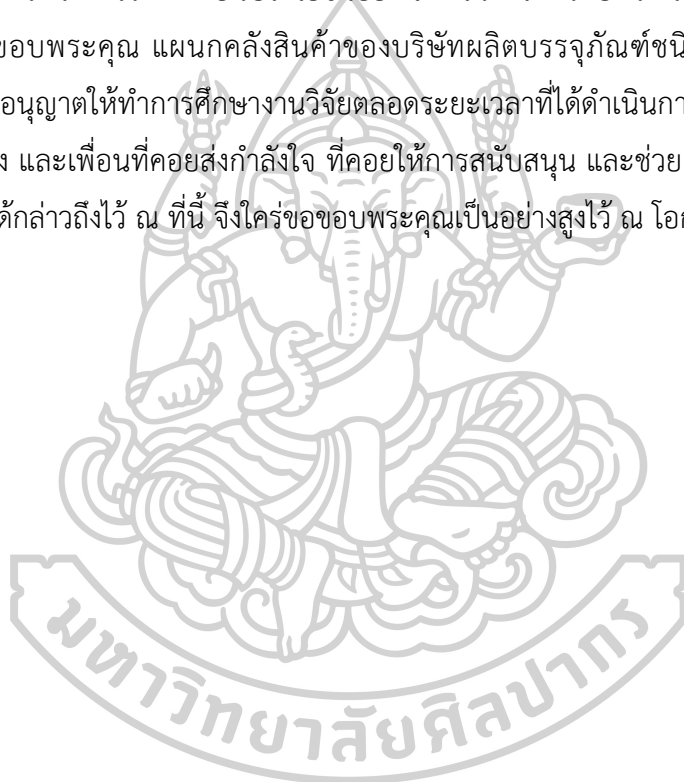 ขอบพระคุณ แผนกคลังสินค้าของบริษัทผลิตบรรจุภัณฑ์ชนิ
อนุญาตให้ทำการศึกษางานวิจัยตลอดระยะเวลาที่ได้ดำเนินกา
ง และเพื่อนที่คอยส่งกำลังใจ ที่คอยให้การสนับสนุน และช่วย
ด้กล่าวถึงไว้ ณ ที่นี้ จึงใคร่ขอขอบพระคุณเป็นอย่างสูงไว้ ณ โอก
มหาวิทยาลัยศิลปากร